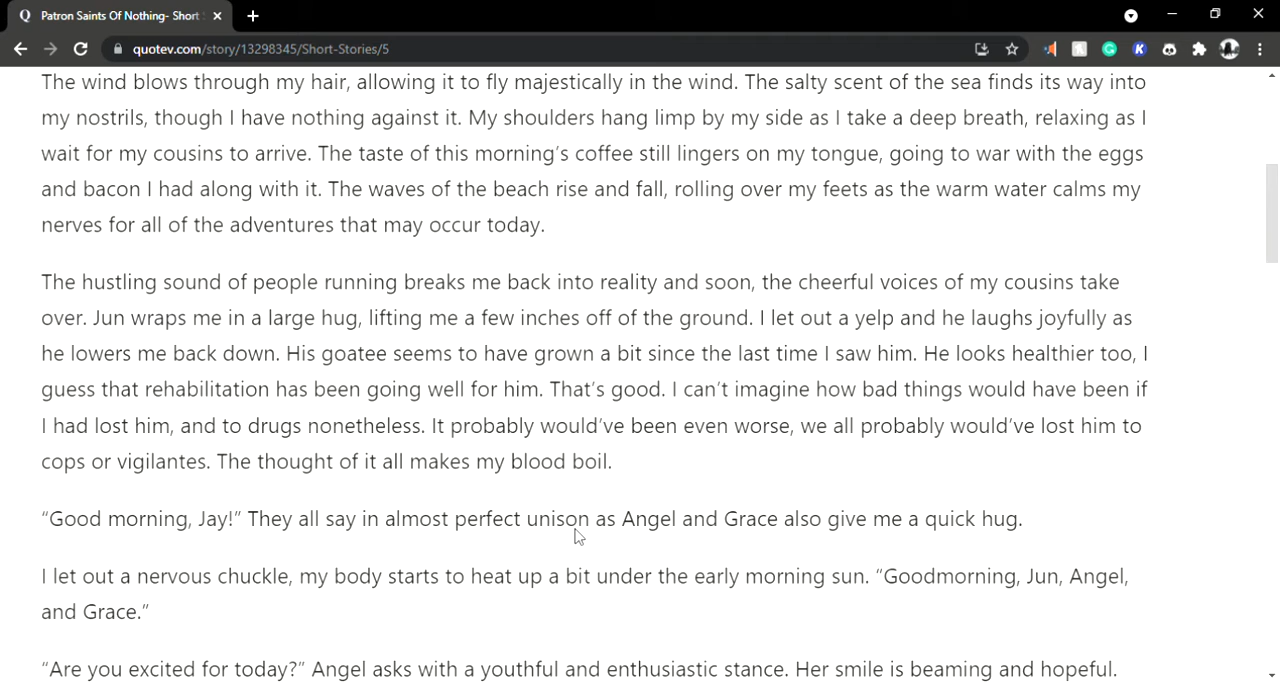 Patron Saints Of Nothing- Short
quotev.com/story/13298345/Short-Stories/5
The wind blows through my hair, allowing it to fly majestically in the wind. The salty scent of the sea finds its way into
my nostrils, though I have nothing against it. My shoulders hang limp by my side as I take a deep breath, relaxing as I
wait for my cousins to arrive. The taste of this morning’s coffee still lingers on my tongue, going to war with the eggs
and bacon I had along with it. The waves of the beach rise and fall, rolling over my feets as the warm water calms my
nerves for all of the adventures that may occur today.
The hustling sound of people running breaks me back into reality and soon, the cheerful voices of my cousins take
over. Jun wraps me in a large hug, lifting me a few inches off of the ground. I let out a yelp and he laughs joyfully as
he lowers me back down. His goatee seems to have grown a bit since the last time I saw him. He looks healthier too, I
guess that rehabilitation has been going well for him. That’s good. I can’t imagine how bad things would have been if
I had lost him, and to drugs nonetheless. It probably would’ve been even worse, we all probably would’ve lost him to
cops or vigilantes. The thought of it all makes my blood boil.
“Good morning, Jay!” They all say in almost perfect unison as Angel and Grace also give me a quick hug.
I let out a nervous chuckle, my body starts to heat up a bit under the early morning sun. “Goodmorning, Jun, Angel,
and Grace.”
“Are you excited for today?” Angel asks with a youthful and enthusiastic stance. Her smile is beaming and hopeful.